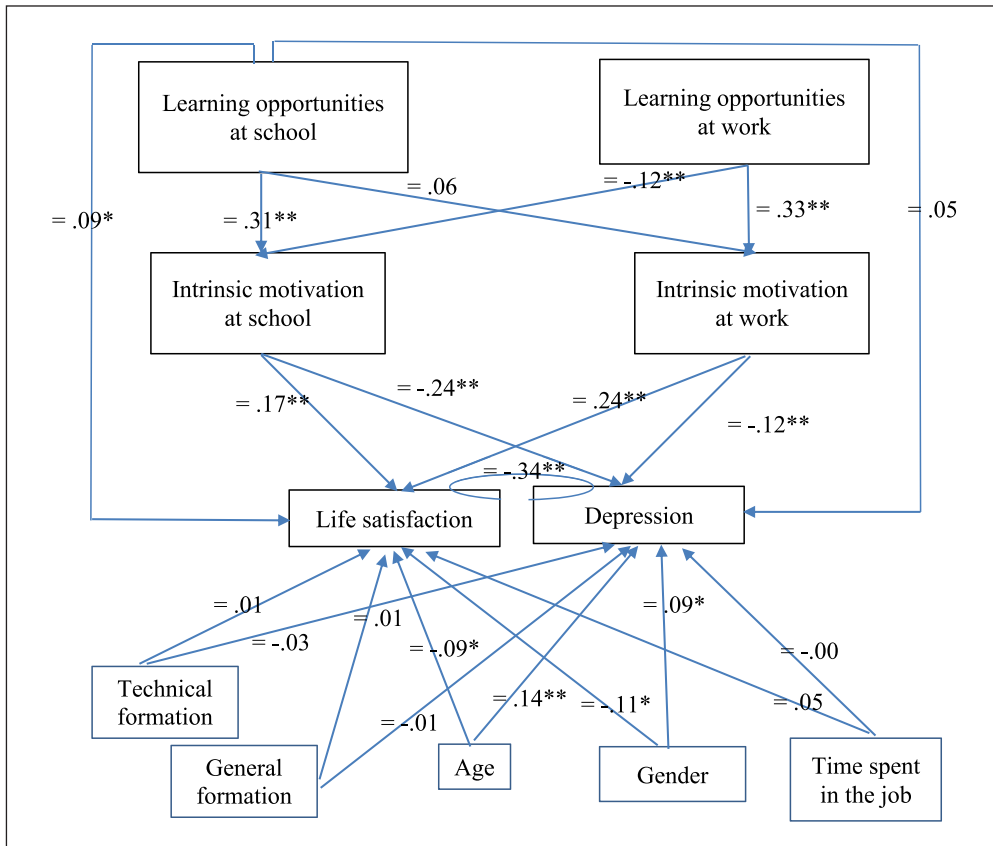 Learning opportunities
at school
Learning opportunities
at work
= .09*
= .31**
= .06
= -.12**
= .33**
= .05
Intrinsic motivation
at school
Intrinsic motivation
at work
= .17**
= -.24**
= .24**
= -.12**
= -.34**
Life satisfaction
Depression
= .01
= -.03
= .01
= -.09*
= -.01
= .14**
= .09*
= -.11*
= -.00
= .05
Technical
formation
General
formation
Age
Gender
Time spent
in the job